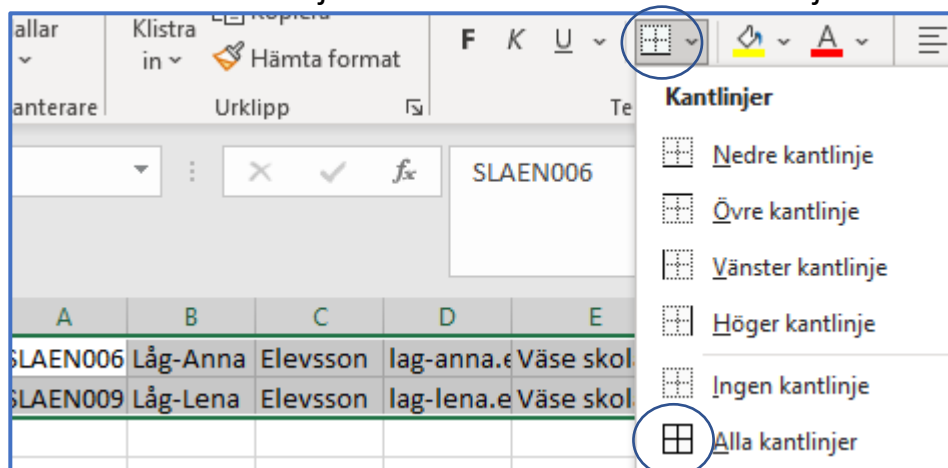 allar Klistra Kopiera
in Hämta format F K U A
anterare Urklipp Te
Kantlinjer
Nedre kantlinje
Övre kantlinje
Vänster kantlinje
Höger kantlinje
Ingen kantlinje
Alla kantlinjer
fx SLAEN006
A B C D E
SLAEN006 Låg-Anna Elevsson lag-anna.e Väse skol
SLAEN009 Låg-Lena Elevsson lag-lena.e Väse skol